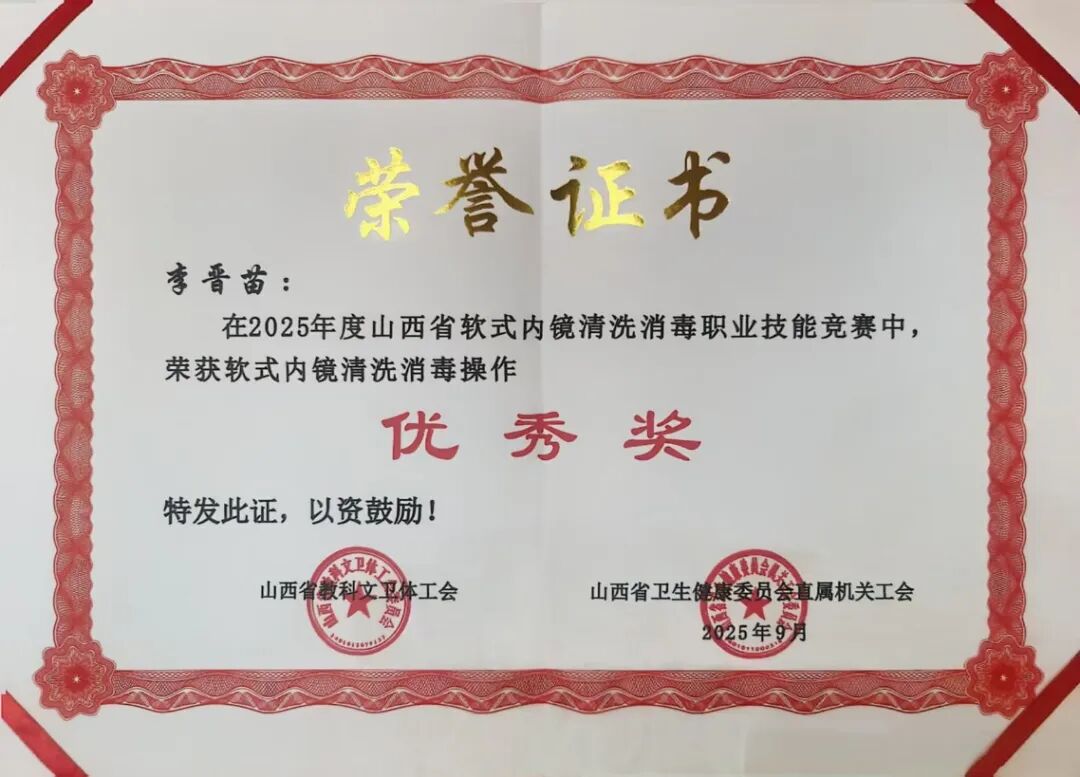 荣誉证书
李晋苗：
在2025年度山西省软式内镜清洗消毒职业技能竞赛中，
荣获软式内镜清洗消毒操作
优秀奖
特发此证，以资鼓励！
山西省教科文卫体工会
山西省卫生健康委员会直属机关工会
2025年9月